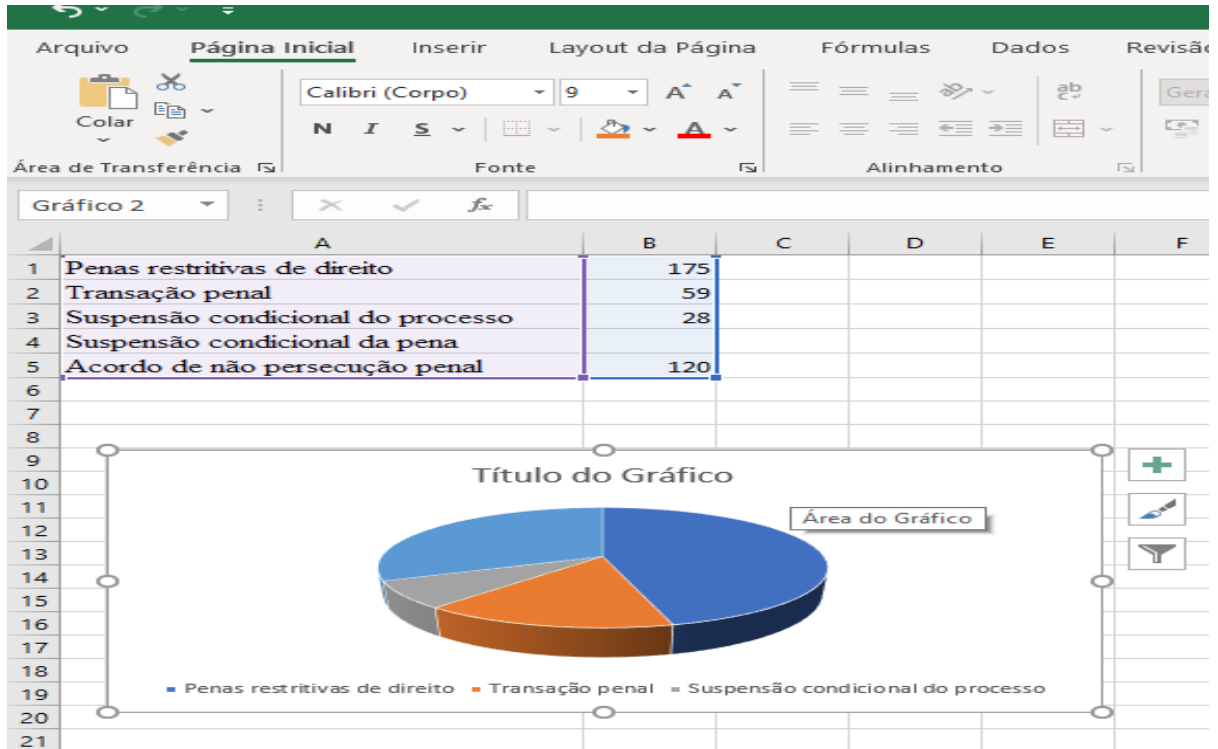 Arquivo Página Inicial Inserir Layout da Página Fórmulas Dados Revisão
Colar
Calibri (Corpo) 9 A A ab
N I S A
Área de Transferência Fonte Alinhamento
Gráfico 2 fx
A B C D E F
1 Penas restritivas de direito 175
2 Transação penal 59
3 Suspensão condicional do processo 28
4 Suspensão condicional da pena
5 Acordo de não persecução penal 120
6
7
8
9
10
11
12
13
14
15
16
17
18
19
20
21
Título do Gráfico
Área do Gráfico
Penas restritivas de direito Transação penal Suspensão condicional do processo